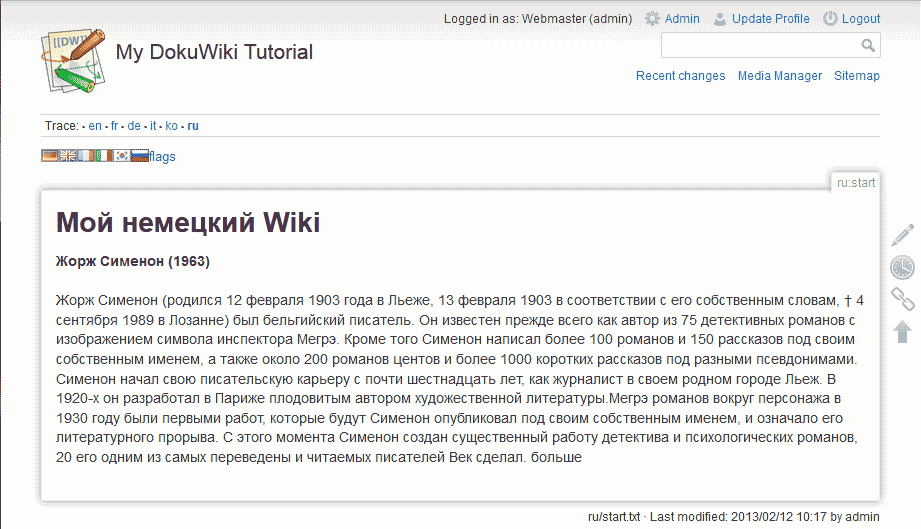 Logged in as: Webmaster (admin) Admin Update Profile Logout
[[DW]]
My DokuWiki Tutorial
Recent changes Media Manager Sitemap
Trace: • en • fr • de • it • ko • ru
flags
ru:start
Мой немецкий Wiki
Жорж Сименон (1963)
Жорж Сименон (родился 12 февраля 1903 года в Льеже, 13 февраля 1903 в соответствии с его собственным словам, † 4
сентября 1989 в Лозанне) был бельгийский писатель. Он известен прежде всего как автор из 75 детективных романов с
изображением символа инспектора Мегрэ. Кроме того Сименон написал более 100 романов и 150 рассказов под своим
собственным именем, а также около 200 романов центов и более 1000 коротких рассказов под разными псевдонимами.
Сименон начал свою писательскую карьеру с почти шестнадцать лет, как журналист в своем родном городе Льеж. В
1920-х он разработал в Париже плодовитым автором художественной литературы.Мегрэ романов вокруг персонажа в
1930 году были первыми работ, которые будут Сименон опубликовал под своим собственным именем, и означало его
литературного прорыва. С этого момента Сименон создан существенный работу детектива и психологических романов,
20 его одним из самых переведены и читаемых писателей Век сделал. больше
ru/start.txt · Last modified: 2013/02/12 10:17 by admin